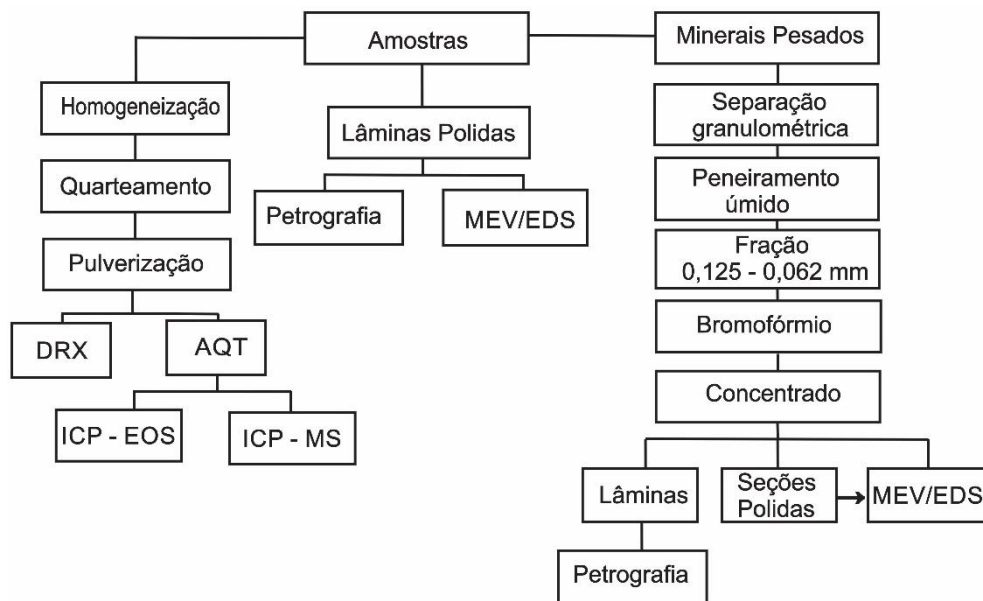 Amostras
Minerais Pesados
Homogeneização
Quarteamento
Pulverização
DRX
AQT
ICP - EOS
ICP - MS
Lâminas Polidas
Petrografia
MEV/EDS
Separação
granulométrica
Peneiramento
úmido
Fração
0,125 - 0,062 mm
Bromofórmio
Concentrado
Lâminas
Seções
Polidas
MEV/EDS
Petrografia